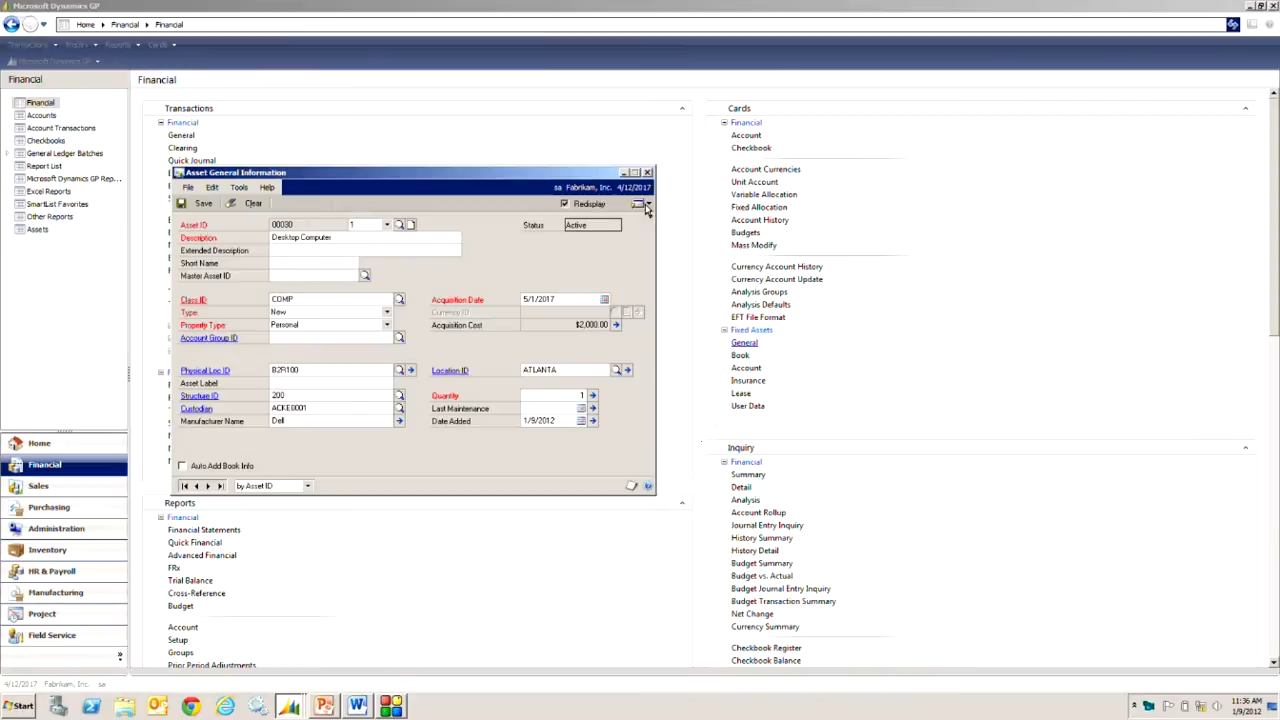 Microsoft Dynamics GP
Home Financial Financial
Transactions Inquiry Reports Cards
Microsoft Dynamics GP
Financial
Financial
Accounts
Account Transactions
Checkbooks
General Ledger Batches
Report List
Microsoft Dynamics GP Rep...
Excel Reports
SmartList Favorites
Other Reports
Assets
Home
Financial
Sales
Purchasing
Administration
Inventory
HR & Payroll
Manufacturing
Project
Field Service
Financial
Transactions
Financial
General
Clearing
Quick Journal
Asset General Information
File Edit Tools Help
sa Fabrikam, Inc. 4/12/2017
Save Clear Redisplay
Asset ID 00030 1 Status Active
Description Desktop Computer
Extended Description
Short Name
Master Asset ID
Class ID COMP Acquisition Date 5/1/2017
Type: New Currency ID
Property Type: Personal Acquisition Cost $2,000.00
Account Group ID
Physical Loc ID B2R100 Location ID ATLANTA
Asset Label
Structure ID 200 Quantity 1
Custodian ACKE0001 Last Maintenance
Manufacturer Name Dell Date Added 1/9/2012
Auto Add Book Info
by Asset ID
Reports
Financial
Financial Statements
Quick Financial
Advanced Financial
FRx
Trial Balance
Cross-Reference
Budget
Account
Setup
Groups
Prior Period Adjustments
Cards
Financial
Account
Checkbook
Account Currencies
Unit Account
Variable Allocation
Fixed Allocation
Account History
Budgets
Mass Modify
Currency Account History
Currency Account Update
Analysis Groups
Analysis Defaults
EFT File Format
Fixed Assets
General
Book
Account
Insurance
Lease
User Data
Inquiry
Financial
Summary
Detail
Analysis
Account Rollup
Journal Entry Inquiry
History Summary
History Detail
Budget Summary
Budget vs. Actual
Budget Journal Entry Inquiry
Budget Transaction Summary
Net Change
Currency Summary
Checkbook Register
Checkbook Balance
4/12/2017 Fabrikam, Inc. sa
Start
11:36 AM
1/9/2012